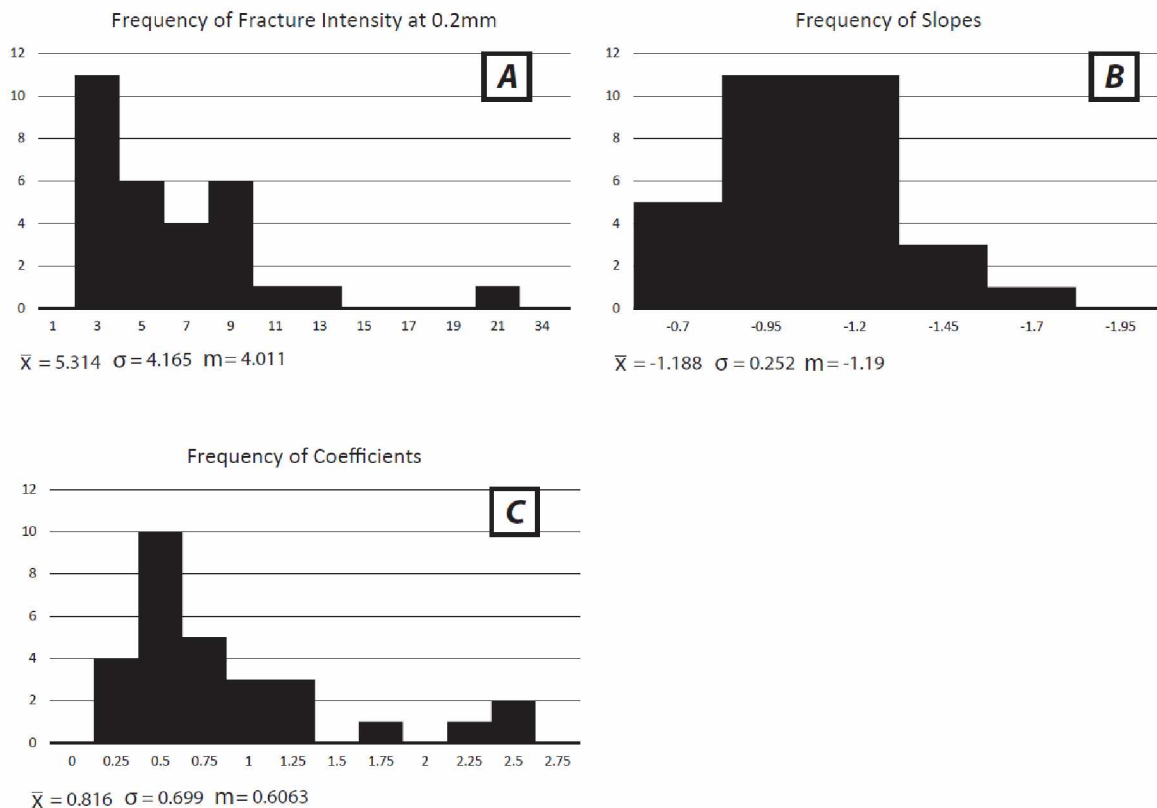 Frequency of Fracture Intensity at 0.2mm
A
12
10
8
6
4
2
0
1 3 5 7 9 11 13 15 17 19 21 34
x̄ = 5.314 σ = 4.165 m = 4.011
Frequency of Slopes
B
12
10
8
6
4
2
0
-0.7 -0.95 -1.2 -1.45 -1.7 -1.95
x̄ = -1.188 σ = 0.252 m = -1.19
Frequency of Coefficients
C
12
10
8
6
4
2
0
0 0.25 0.5 0.75 1 1.25 1.5 1.75 2 2.25 2.5 2.75
x̄ = 0.816 σ = 0.699 m = 0.6063